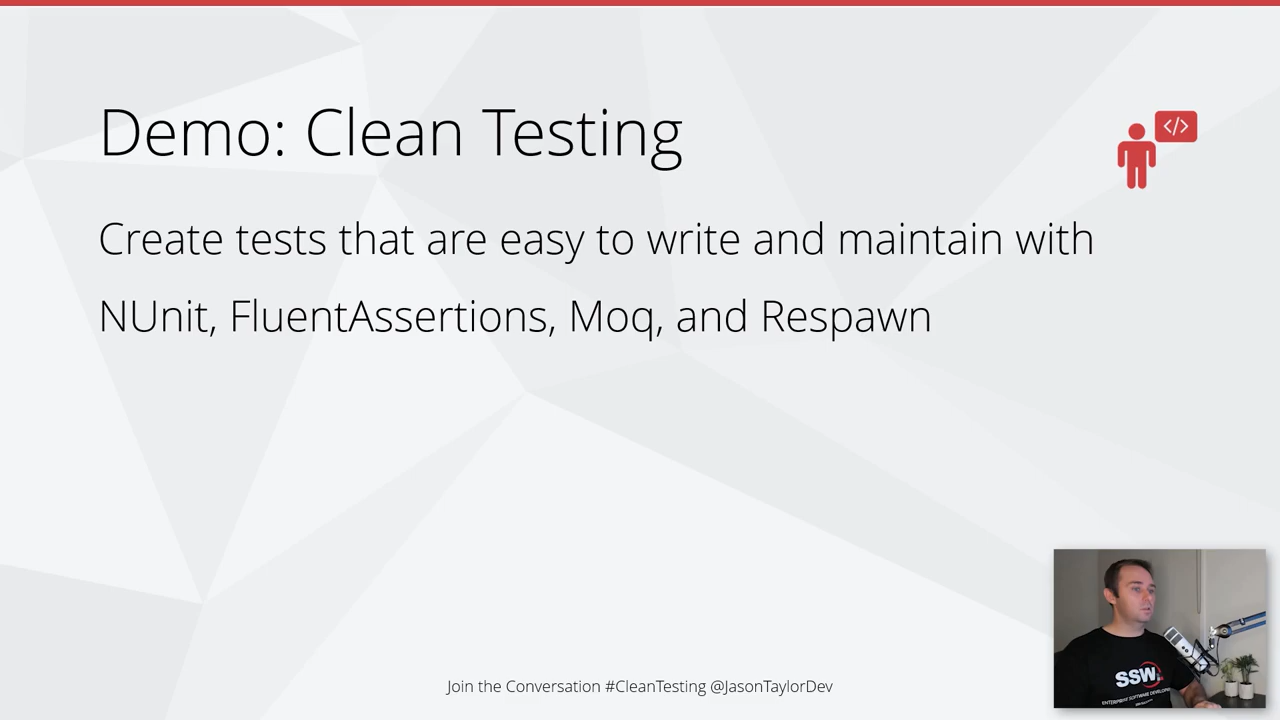 Demo: Clean Testing
</>
Create tests that are easy to write and maintain with
NUnit, FluentAssertions, Moq, and Respawn
Join the Conversation #CleanTesting @JasonTaylorDev
SSW